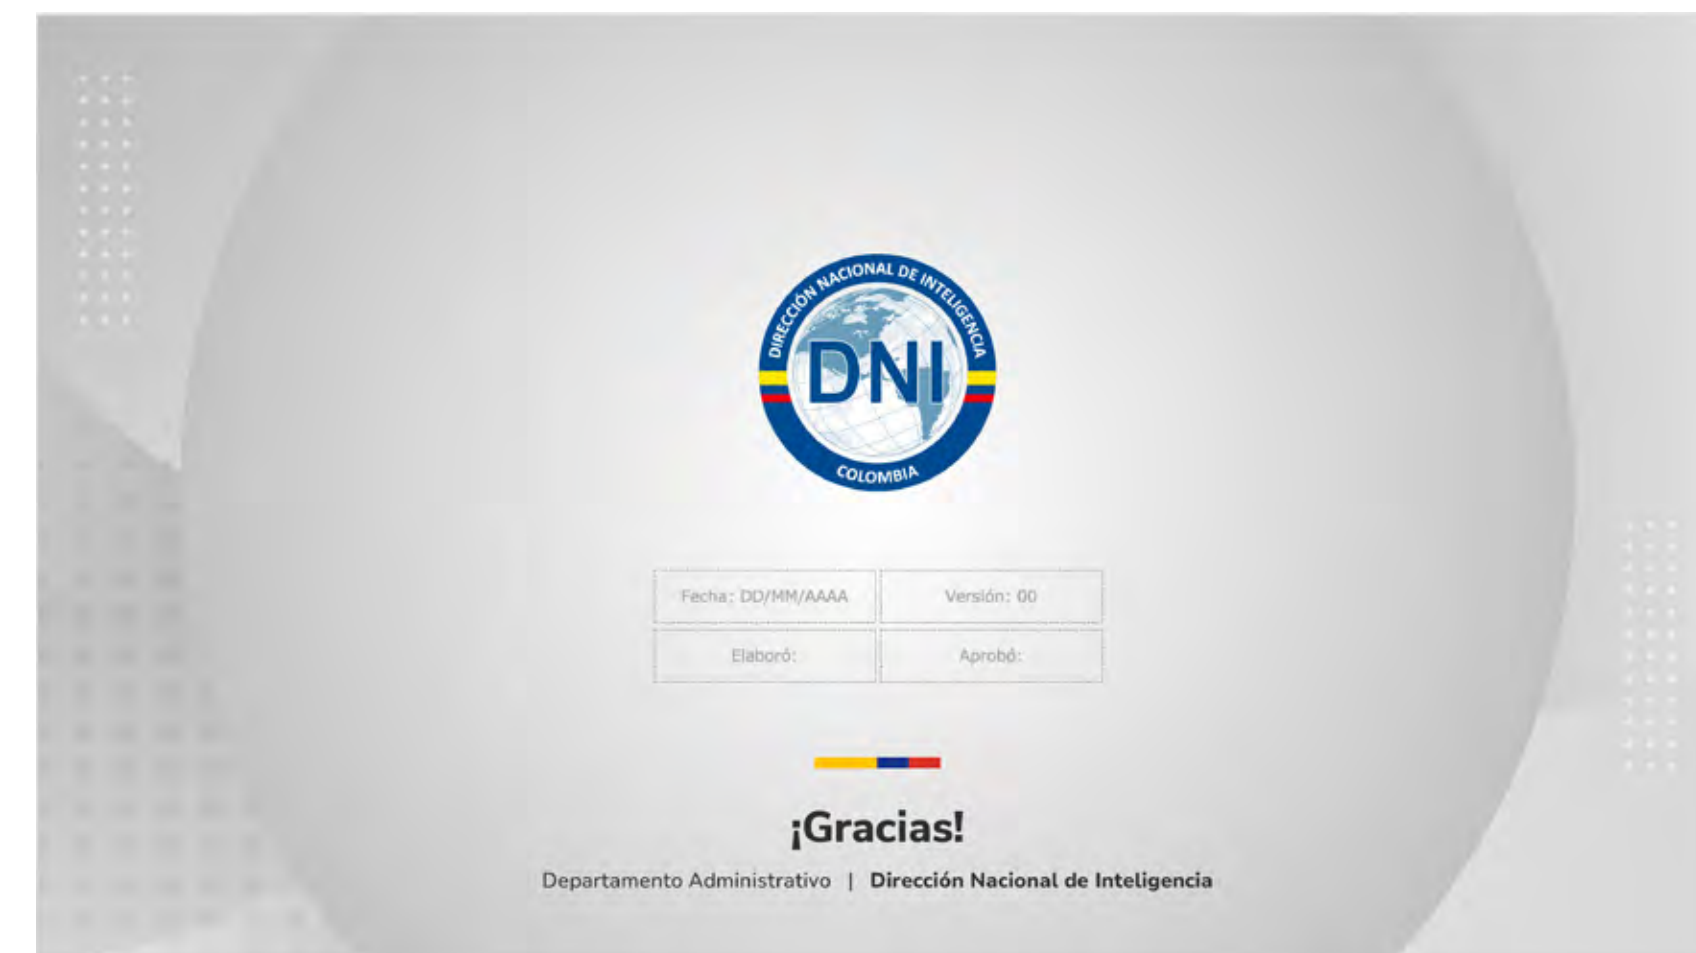 DIRECCIÓN NACIONAL DE INTELIGENCIA
DNI
COLOMBIA
Fecha: DD/MM/AAAA Versión: 00
Elaboró: Aprobó:
¡Gracias!
Departamento Administrativo | Dirección Nacional de Inteligencia